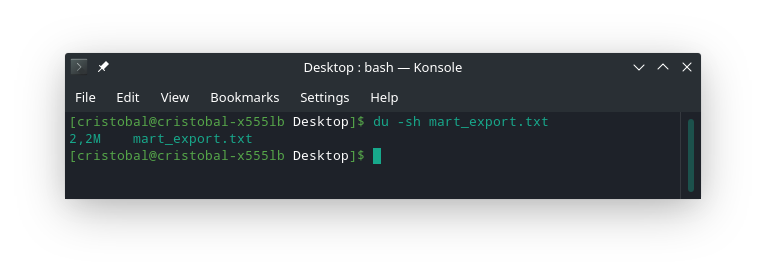 Desktop : bash — Konsole
File Edit View Bookmarks Settings Help
[cristobal@cristobal-x555lb Desktop]$ du -sh mart_export.txt
2,2M    mart_export.txt
[cristobal@cristobal-x555lb Desktop]$